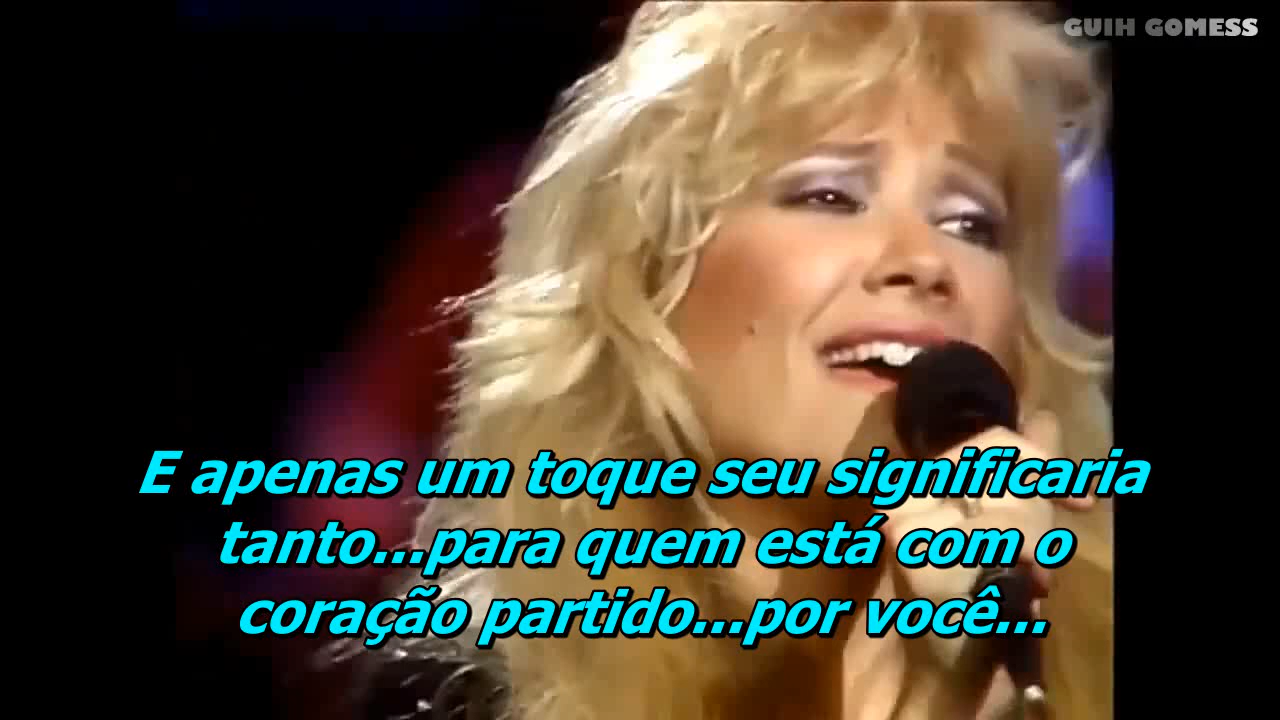 GUIH GOMESS
E apenas um toque seu significaria
tanto...para quem está com o
coração partido...por você...